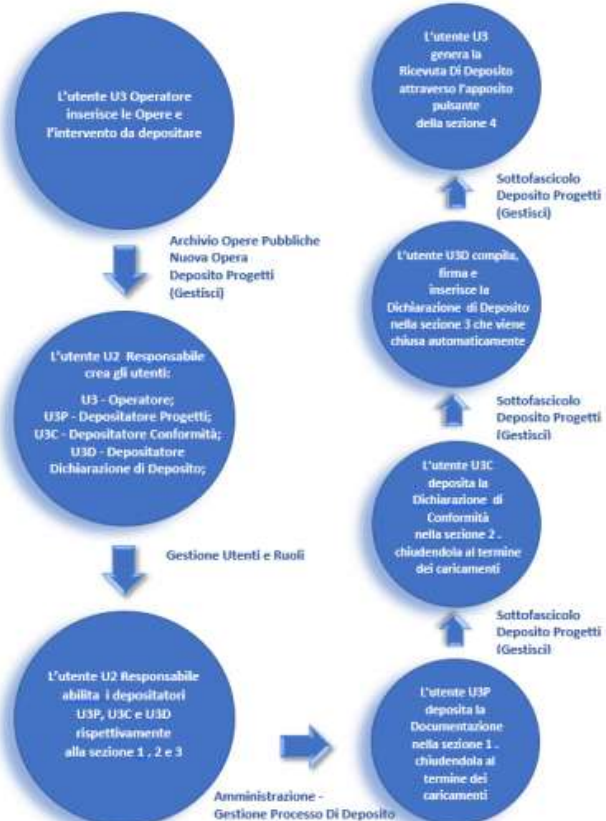 L'utente U3 Operatore
inserisce le Opere e
l'intervento da depositare
Archivio Opere Pubbliche
Nuova Opera
Deposito Progetti
(Gestisci)
L'utente U2 Responsabile
crea gli utenti:
U3 - Operatore;
U3P - Depositatore Progetti;
U3C - Depositatore Conformità;
U3D - Depositatore
Dichiarazione di Deposito;
Gestione Utenti e Ruoli
L'utente U2 Responsabile
abilita i depositatori
U3P, U3C e U3D
rispettivamente
alla sezione 1 , 2 e 3
Amministrazione -
Gestione Processo Di Deposito
L'utente U3P
deposita la
Documentazione
nella sezione 1 .
chiudendola al
termine dei
caricamenti
Sottofascicolo
Deposito Progetti
(Gestisci)
L'utente U3C
deposita la
Dichiarazione di
Conformità
nella sezione 2 .
chiudendola al termine
dei caricamenti
Sottofascicolo
Deposito Progetti
(Gestisci)
L'utente U3D compila,
firma e
inserisce la
Dichiarazione di Deposito
nella sezione 3 che viene
chiusa automaticamente
Sottofascicolo
Deposito Progetti
(Gestisci)
L'utente U3
genera la
Ricevuta Di Deposito
attraverso l'apposito
pulsante
della sezione 4